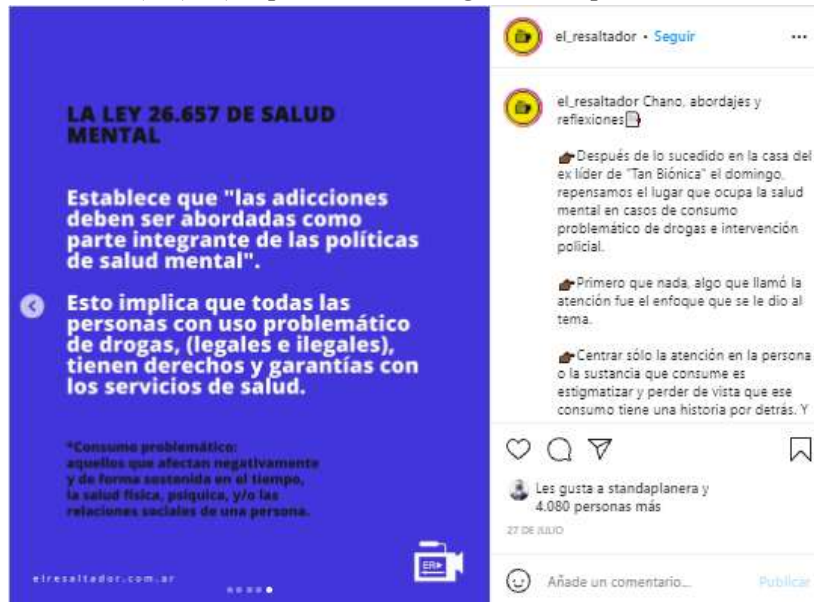 LA LEY 26.657 DE SALUD
MENTAL
Establece que "las adicciones
deben ser abordadas como
parte integrante de las políticas
de salud mental".
Esto implica que todas las
personas con uso problemático
de drogas, (legales e ilegales),
tienen derechos y garantías con
los servicios de salud.
*Consumo problemático:
aquellos que afectan negativamente
y de forma sostenida en el tiempo,
la salud física, psíquica, y/o las
relaciones sociales de una persona.
elresaltador.com.ar
ER
el_resaltador • Seguir
el_resaltador Chano, abordajes y
reflexiones
Después de lo sucedido en la casa del
ex líder de "Tan Biónica" el domingo,
repensamos el lugar que ocupa la salud
mental en casos de consumo
problemático de drogas e intervención
policial.
Primero que nada, algo que llamó la
atención fue el enfoque que se le dio al
tema.
Centrar sólo la atención en la persona
o la sustancia que consume es
estigmatizar y perder de vista que ese
consumo tiene una historia por detrás. Y
Les gusta a standaplanera y
4.080 personas más
27 DE JULIO
Añade un comentario... Publicar